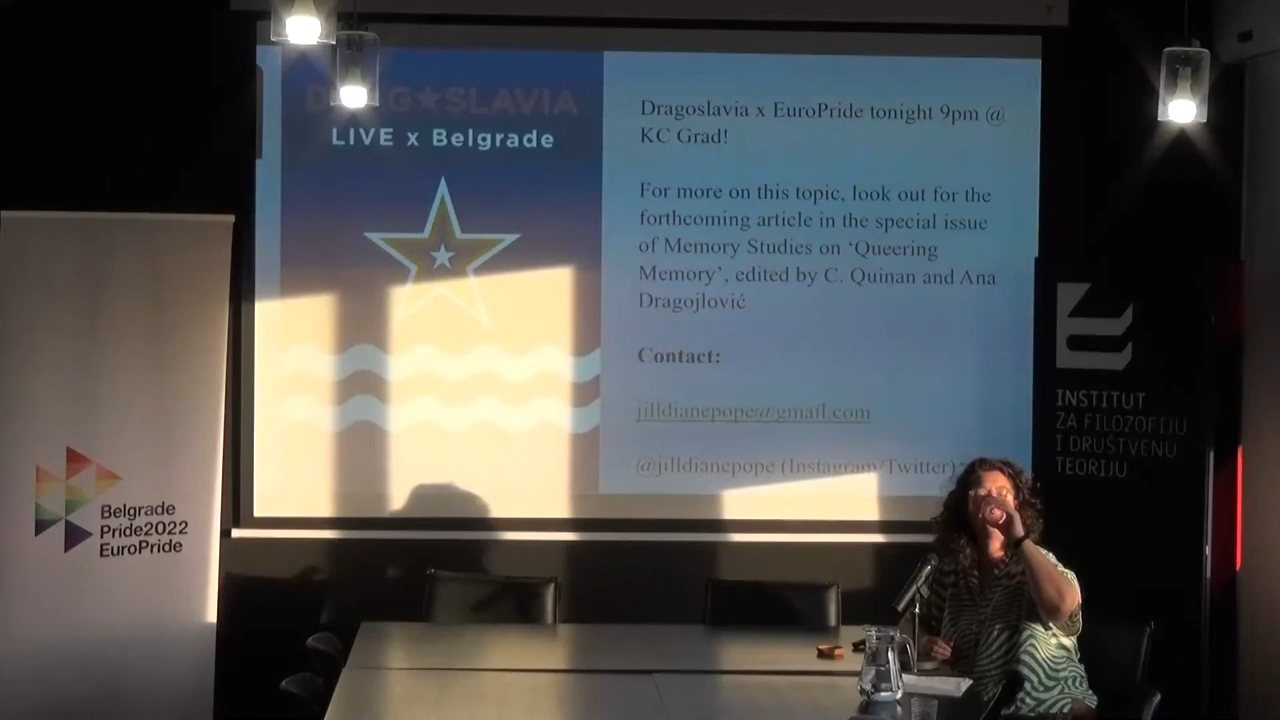 DRAG★SLAVIA
LIVE x Belgrade
Dragoslavia x EuroPride tonight 9pm @
KC Grad!
For more on this topic, look out for the
forthcoming article in the special issue
of Memory Studies on ‘Queering
Memory’, edited by C. Quinan and Ana
Dragojlović
Contact:
jilldianepope@gmail.com
@jilldianepope (Instagram/Twitter)
INSTITUT
ZA FILOZOFIJU
I DRUŠTVENU
TEORIJU
Belgrade
Pride2022
EuroPride